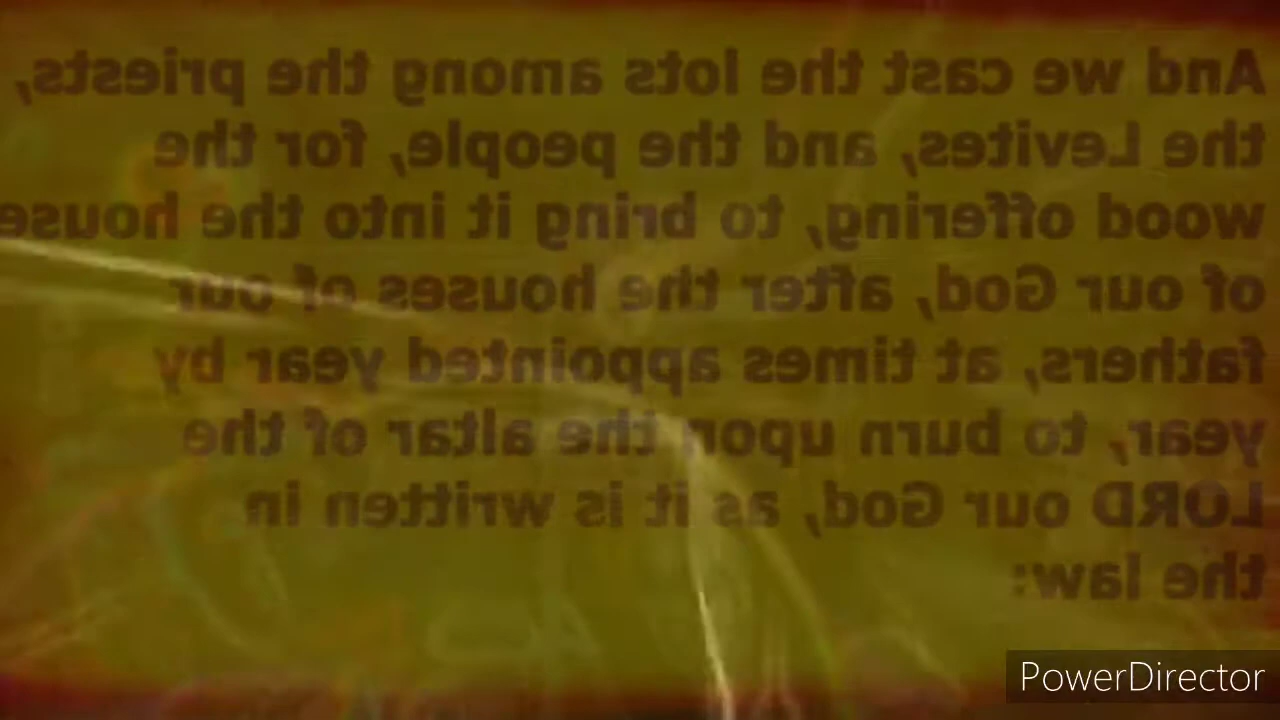 And we cast the lots among the priests,
the Levites, and the people, for the
wood offering, to bring it into the house
of our God, after the houses of our
fathers, at times appointed year by
year, to burn upon the altar of the
LORD our God, as it is written in
the law:
PowerDirector